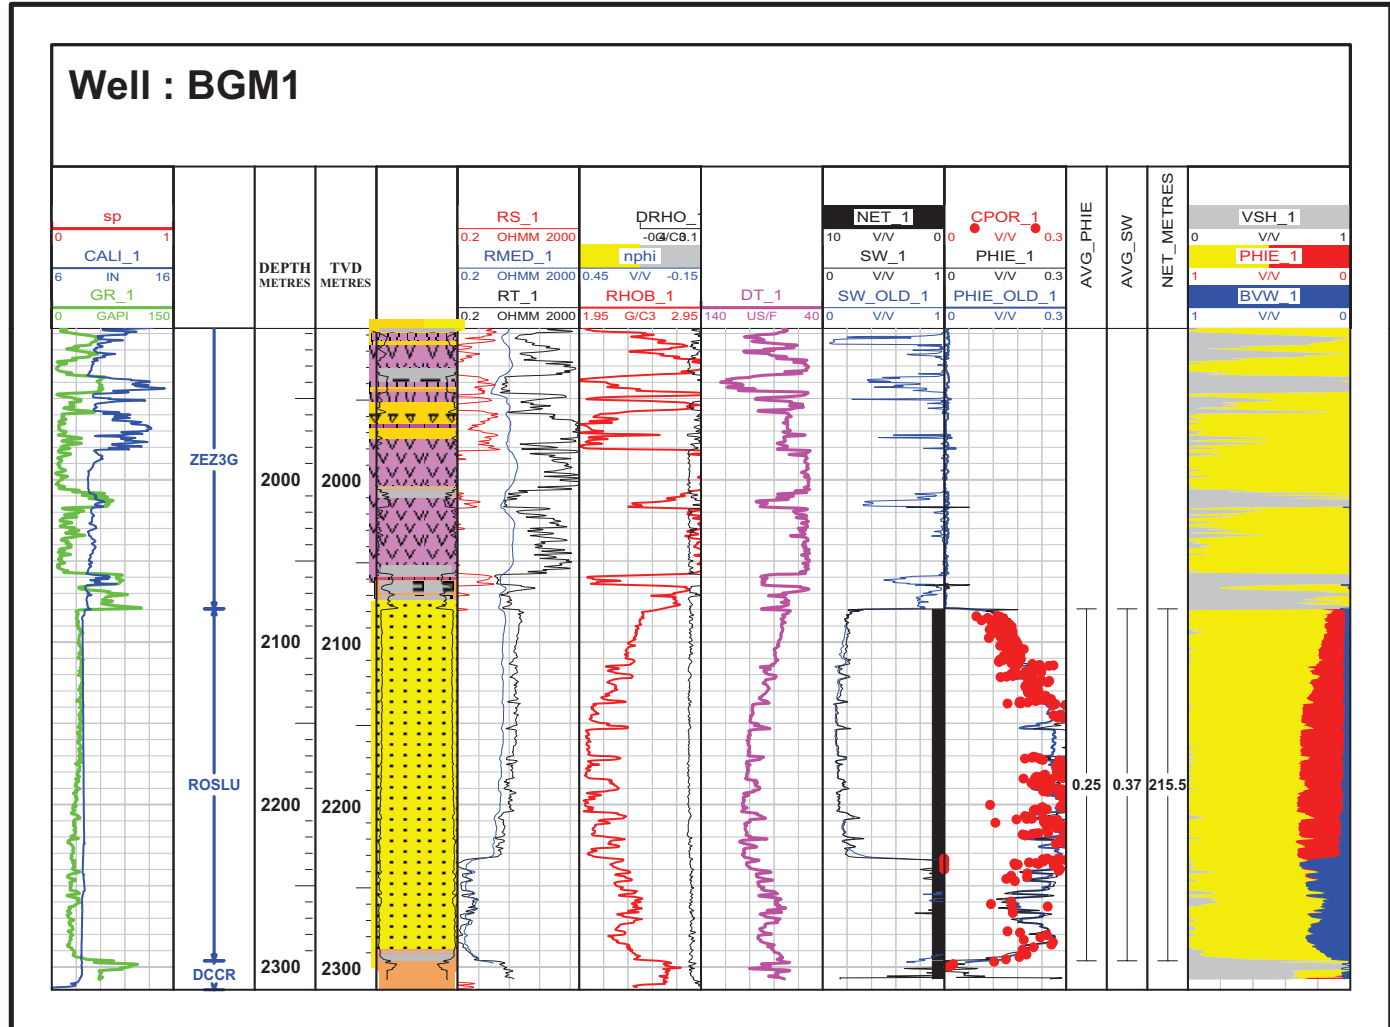 Well : BGM1
sp
0 1
CALI_1
6 IN 16
GR_1
0 GAPI 150
DEPTH
METRES
TVD
METRES
RS_1
0.2 OHMM 2000
RMED_1
0.2 OHMM 2000
RT_1
0.2 OHMM 2000
DRHO_1
G/C3 0.1
nphi
0.45 V/V -0.15
RHOB_1
1.95 G/C3 2.95
DT_1
140 US/F 40
NET_1
10 V/V 0
SW_1
0 V/V 1
SW_OLD_1
0 V/V 1
CPOR_1
0 V/V 0.3
PHIE_1
0 V/V 0.3
PHIE_OLD_1
0 V/V 0.3
AVG_PHIE
AVG_SW
NET_METRES
VSH_1
0 V/V 1
PHIE_1
1 V/V 0
BVW_1
1 V/V 0
ZEZ3G
2000 2000
2100 2100
ROSLU
0.25 0.37 215.5
2200 2200
DCCR
2300 2300